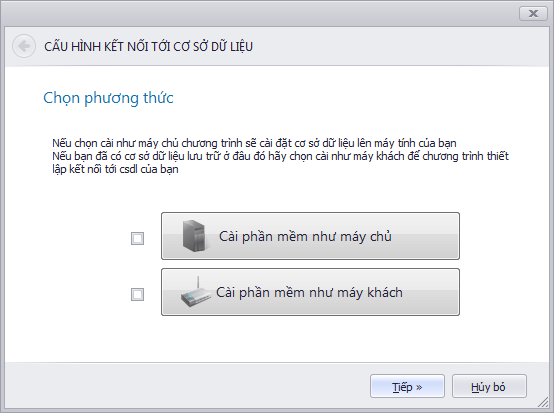 CẤU HÌNH KẾT NỐI TỚI CƠ SỞ DỮ LIỆU
Chọn phương thức
Nếu chọn cài như máy chủ chương trình sẽ cài đặt cơ sở dữ liệu lên máy tính của bạn
Nếu bạn đã có cơ sở dữ liệu lưu trữ ở đâu đó hãy chọn cài như máy khách để chương trình thiết
lập kết nối tới csdl của bạn
Cài phần mềm như máy chủ
Cài phần mềm như máy khách
Tiếp »
Hủy bỏ